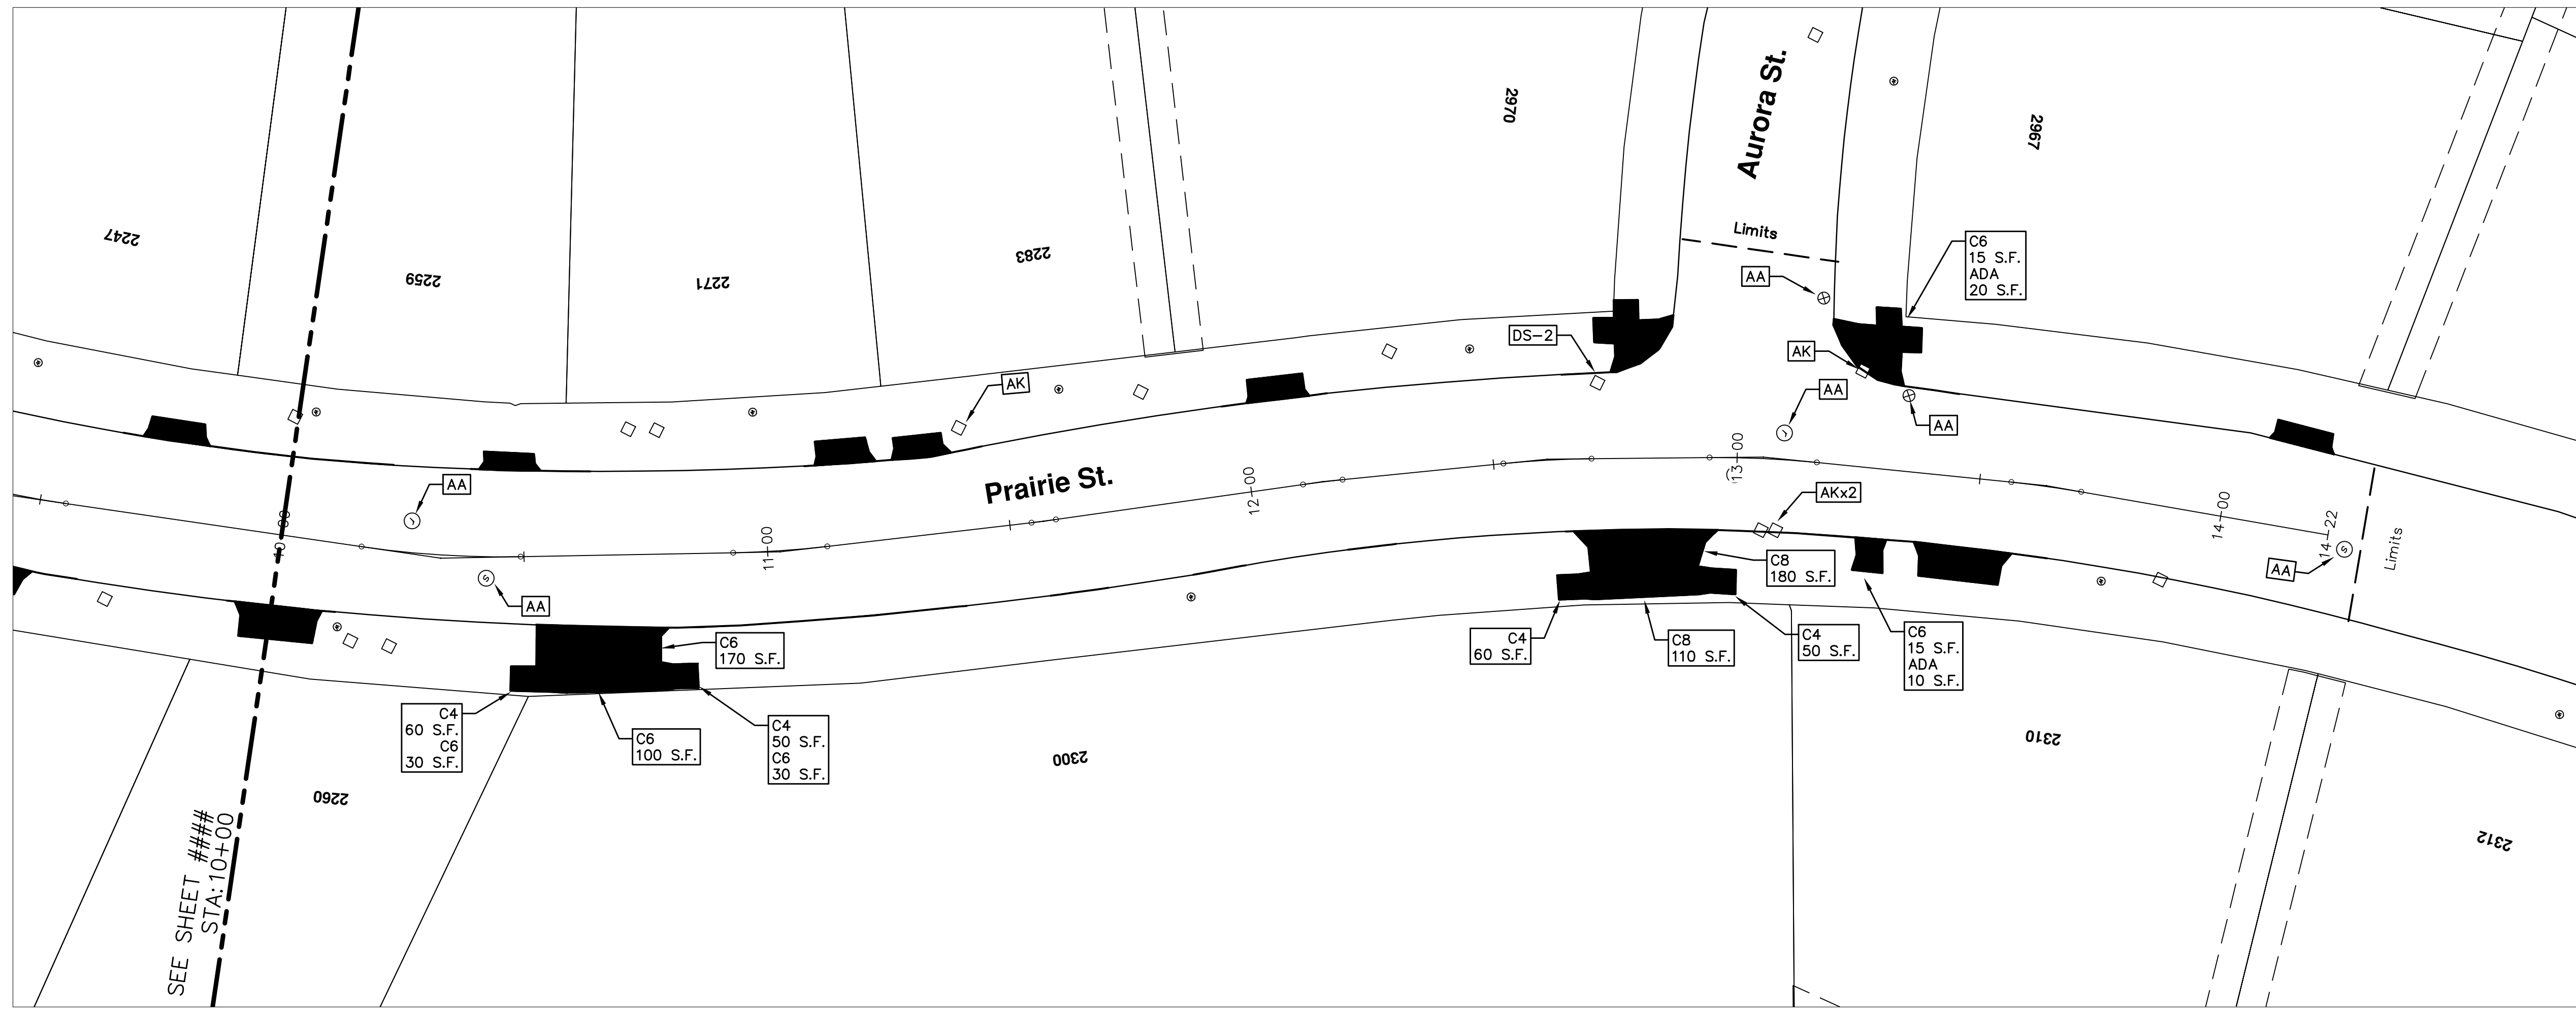 2970
Aurora St.
2967
2247
2259
2271
2283
Limits
C6
15 S.F.
ADA
20 S.F.
AA
DS-2
AK
AK
AA
AA
AA
Prairie St.
11+00
12+00
13+00
14+00
14+22
AKx2
Limits
AA
AA
C8
180 S.F.
C6
170 S.F.
C4
60 S.F.
C8
110 S.F.
C4
50 S.F.
C6
15 S.F.
ADA
10 S.F.
C4
60 S.F.
C6
30 S.F.
C6
100 S.F.
C4
50 S.F.
C6
30 S.F.
2260
2300
2310
2312
SEE SHEET ####
STA:10+00